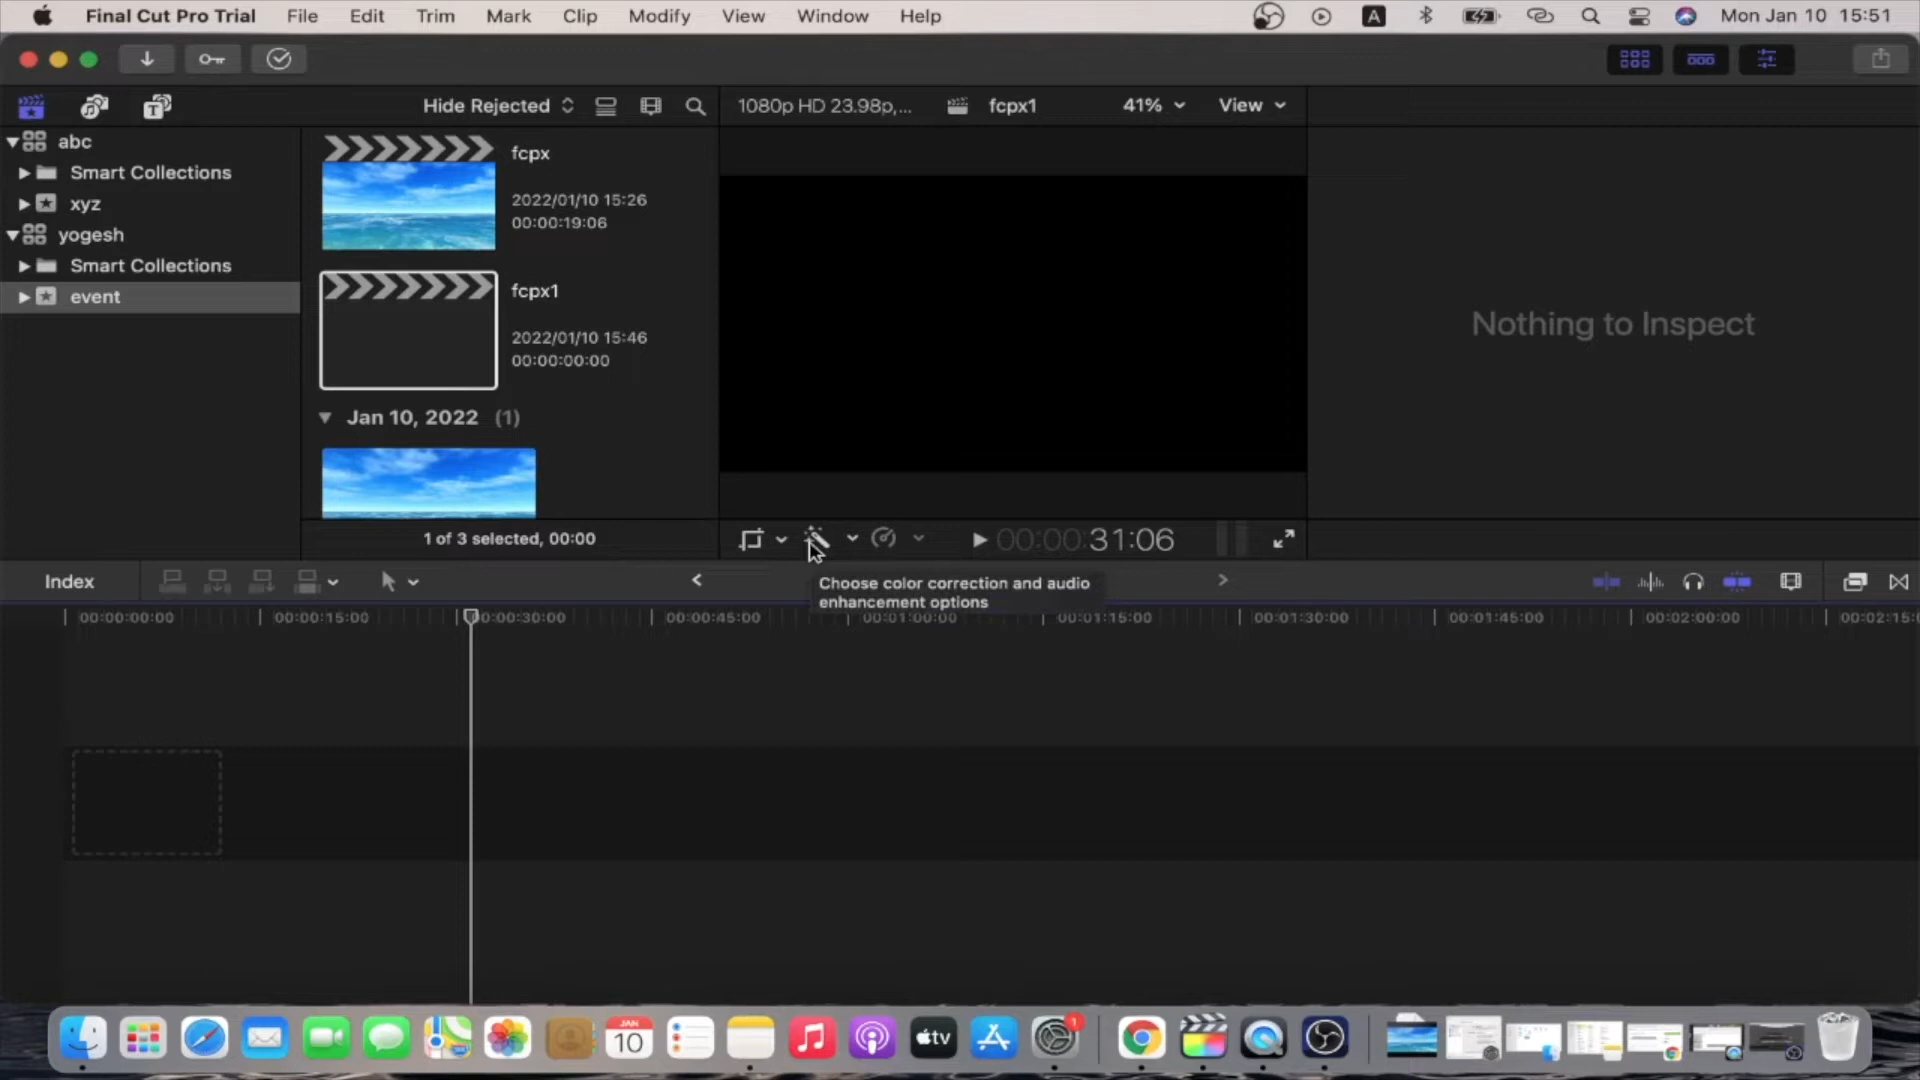 Final Cut Pro Trial File Edit Trim Mark Clip Modify View Window Help A Mon Jan 10 15:51
Hide Rejected 1080p HD 23.98p,... fcpx1 41% View
abc
Smart Collections
xyz
yogesh
Smart Collections
event
fcpx
2022/01/10 15:26
00:00:19:06
fcpx1
2022/01/10 15:46
00:00:00:00
Jan 10, 2022 (1)
Nothing to Inspect
1 of 3 selected, 00:00
00:00:31:06
Index
Choose color correction and audio
enhancement options
00:00:00:00 00:00:15:00 00:00:30:00 00:00:45:00 00:01:00:00 00:01:15:00 00:01:30:00 00:01:45:00 00:02:00:00
JAN
10
tv
1